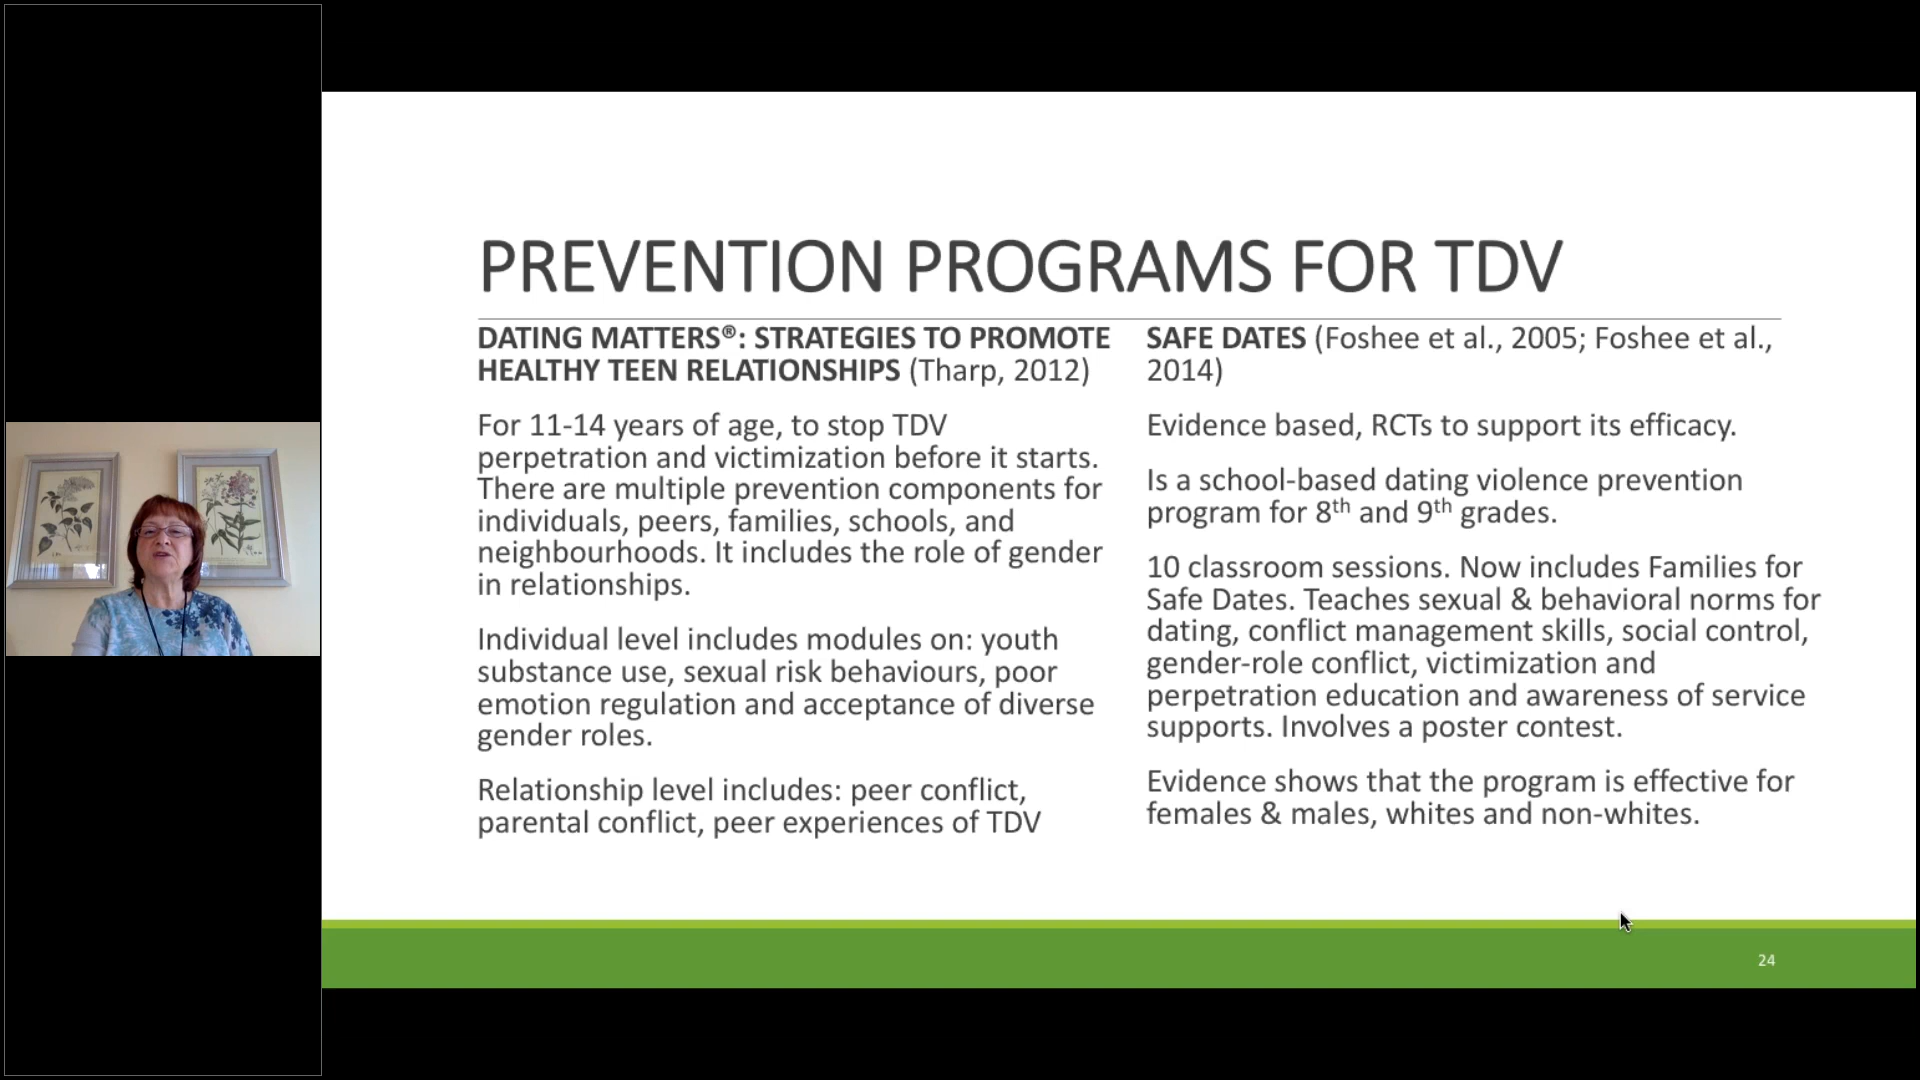 PREVENTION PROGRAMS FOR TDV
DATING MATTERS®: STRATEGIES TO PROMOTE
HEALTHY TEEN RELATIONSHIPS (Tharp, 2012)
For 11-14 years of age, to stop TDV
perpetration and victimization before it starts.
There are multiple prevention components for
individuals, peers, families, schools, and
neighbourhoods. It includes the role of gender
in relationships.
Individual level includes modules on: youth
substance use, sexual risk behaviours, poor
emotion regulation and acceptance of diverse
gender roles.
Relationship level includes: peer conflict,
parental conflict, peer experiences of TDV
SAFE DATES (Foshee et al., 2005; Foshee et al.,
2014)
Evidence based, RCTs to support its efficacy.
Is a school-based dating violence prevention
program for 8th and 9th grades.
10 classroom sessions. Now includes Families for
Safe Dates. Teaches sexual & behavioral norms for
dating, conflict management skills, social control,
gender-role conflict, victimization and
perpetration education and awareness of service
supports. Involves a poster contest.
Evidence shows that the program is effective for
females & males, whites and non-whites.
24